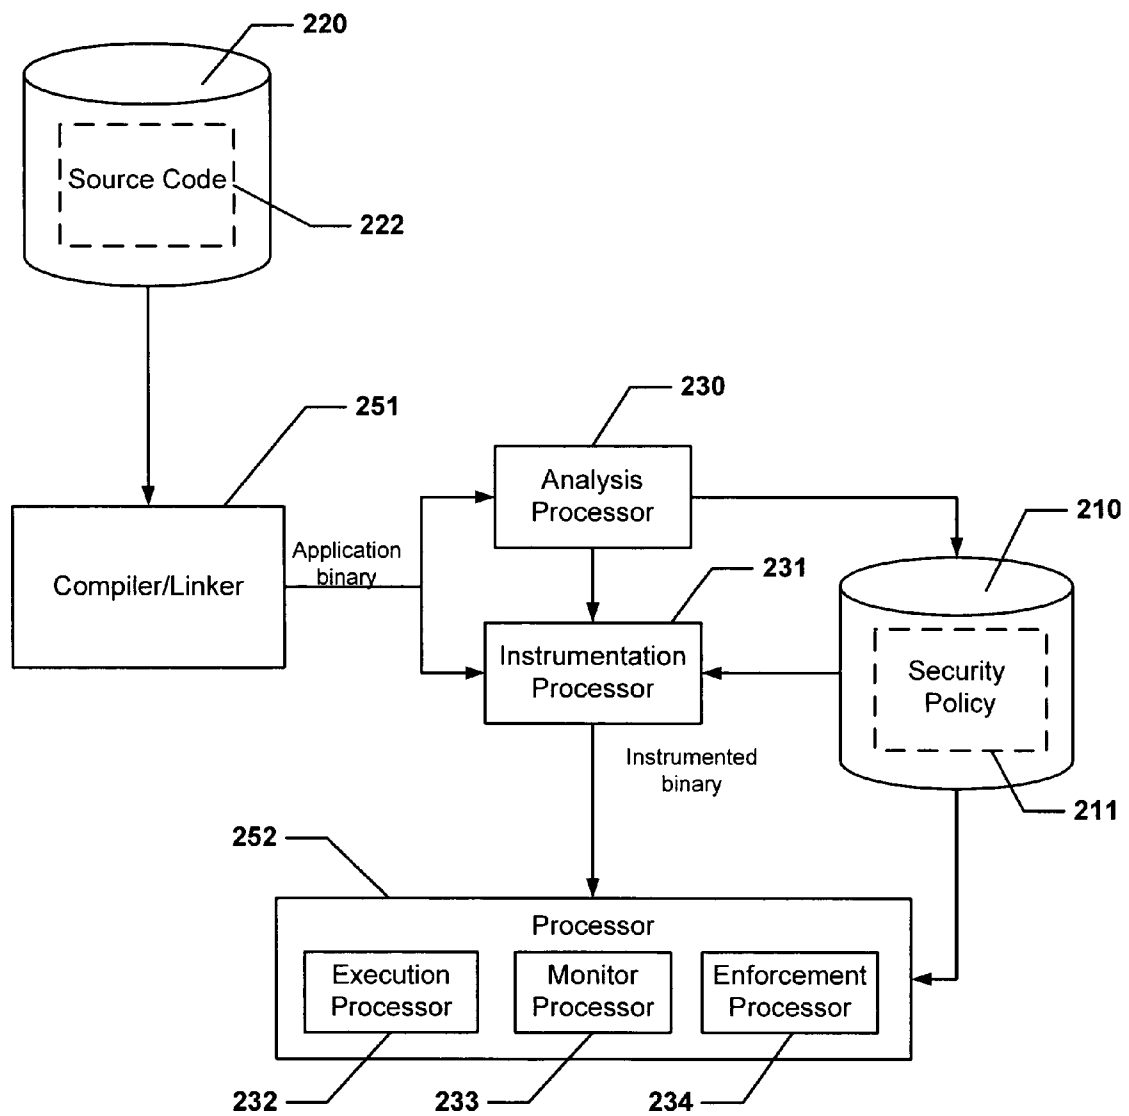 220
Source Code
222
251
230
Analysis
Processor
210
Application
binary
231
Compiler/Linker
Instrumentation
Processor
Security
Policy
Instrumented
binary
211
252
Processor
Execution
Processor
Monitor
Processor
Enforcement
Processor
232
233
234